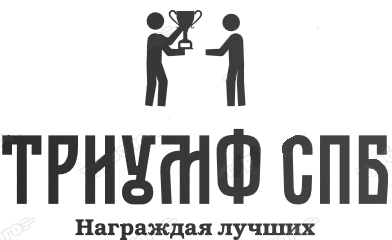 ТРИУМФ СПБ
Награждая лучших